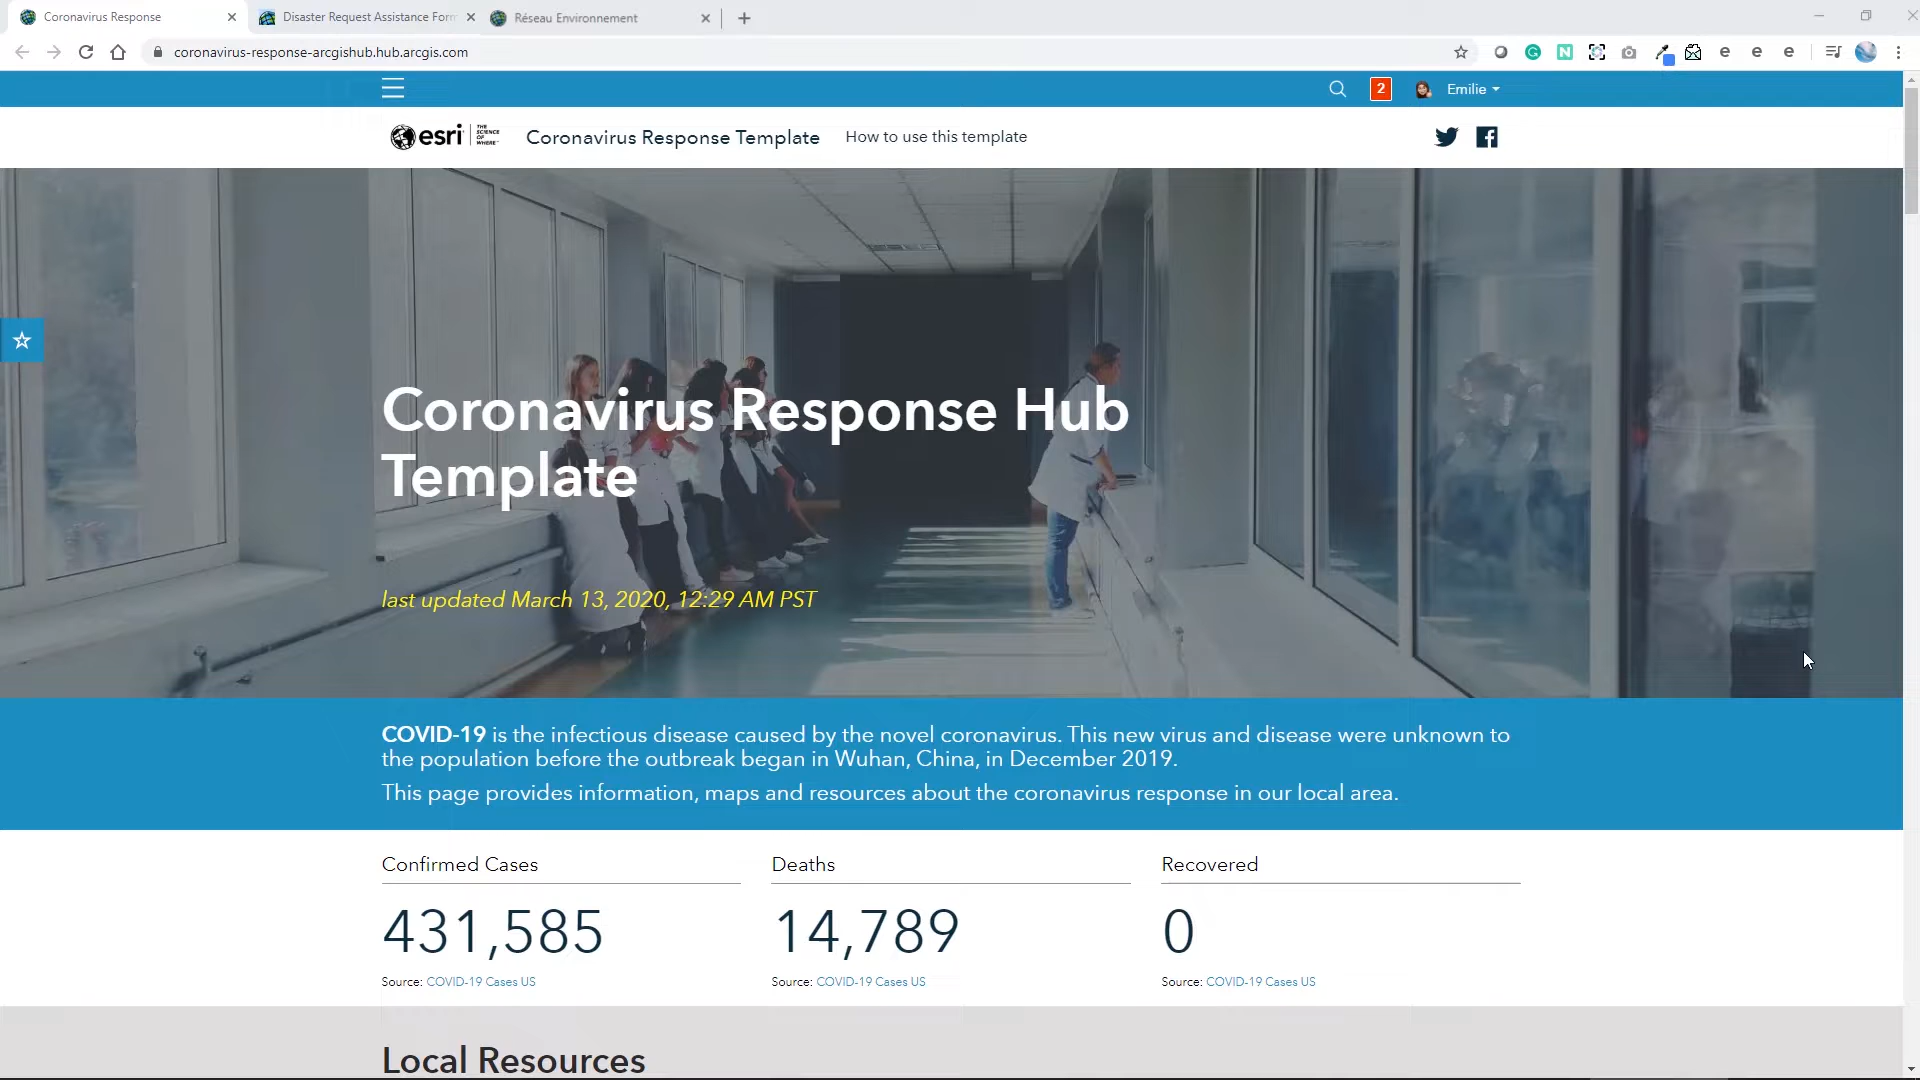 Coronavirus Response
Disaster Request Assistance Form
Réseau Environnement
coronavirus-response-arcgishub.hub.arcgis.com
2
Emilie
esri THE SCIENCE OF WHERE
Coronavirus Response Template
How to use this template
Coronavirus Response Hub
Template
last updated March 13, 2020, 12:29 AM PST
COVID-19 is the infectious disease caused by the novel coronavirus. This new virus and disease were unknown to
the population before the outbreak began in Wuhan, China, in December 2019.
This page provides information, maps and resources about the coronavirus response in our local area.
Confirmed Cases
431,585
Source: COVID-19 Cases US
Deaths
14,789
Source: COVID-19 Cases US
Recovered
0
Source: COVID-19 Cases US
Local Resources